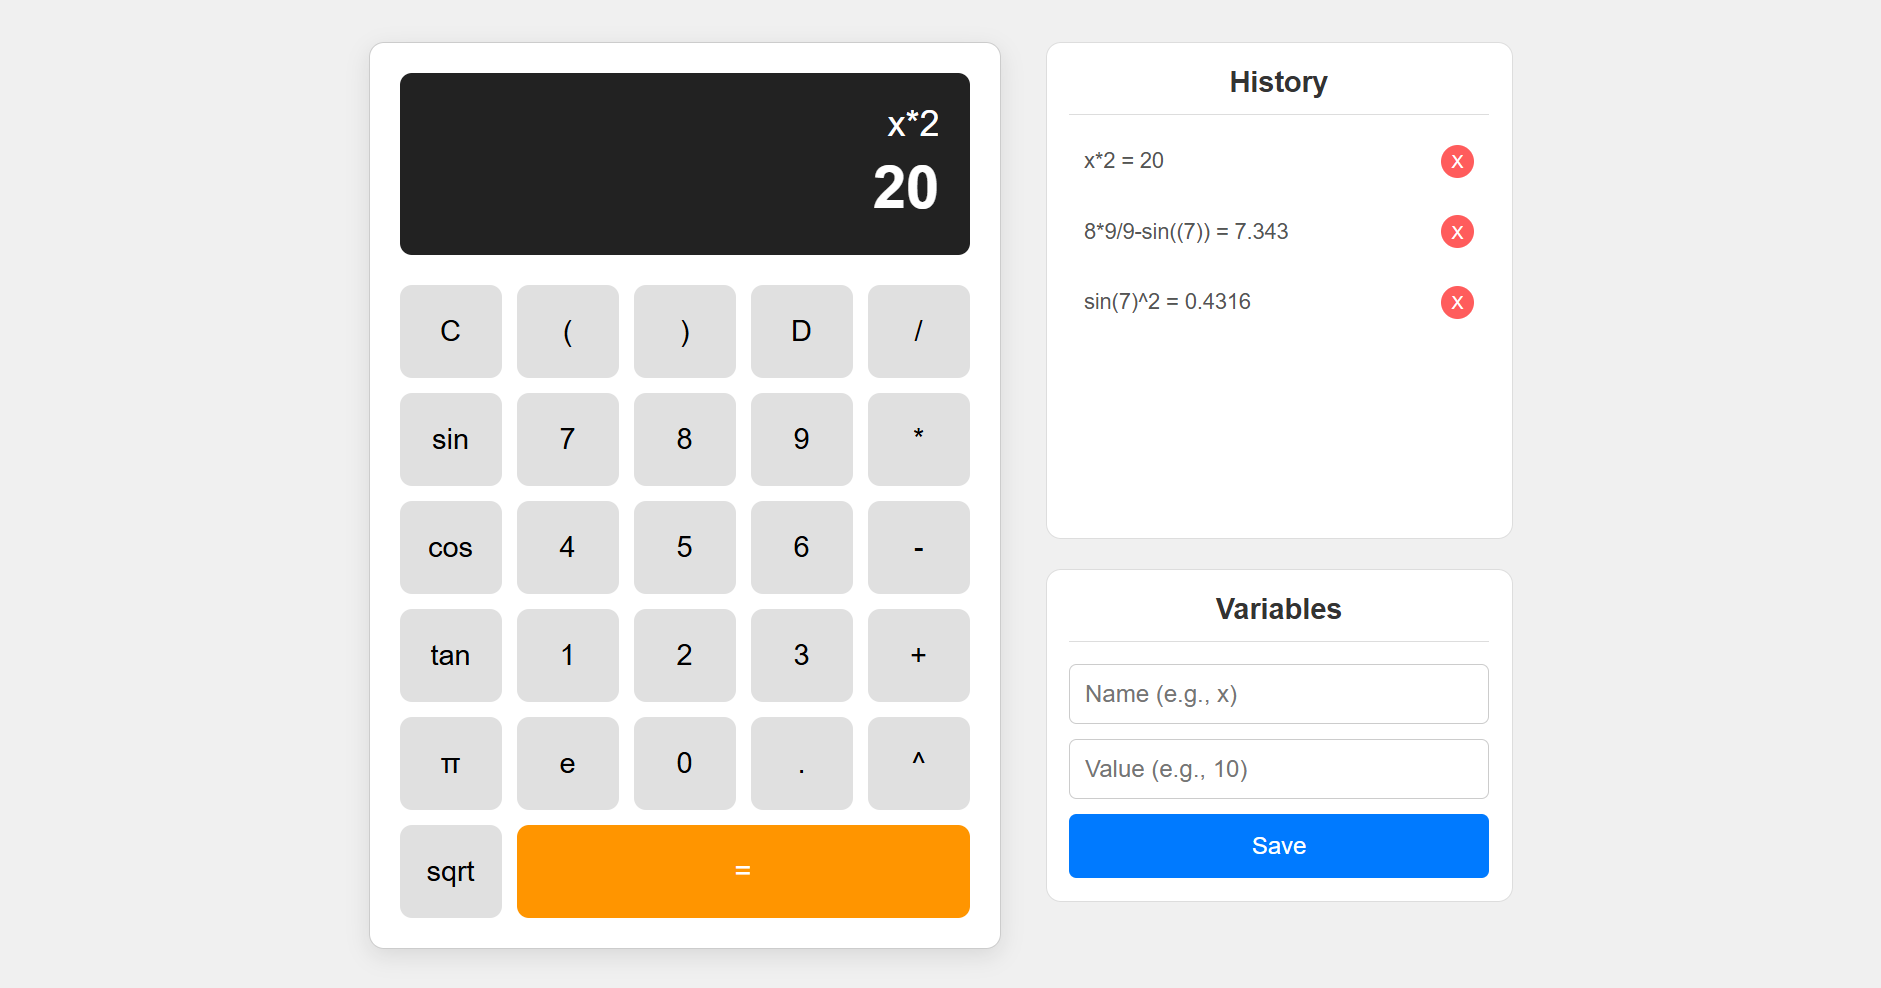 x*2
20
C ( ) D /
sin 7 8 9 *
cos 4 5 6 -
tan 1 2 3 +
π e 0 . ^
sqrt =
History
x*2 = 20 X
8*9/9-sin((7)) = 7.343 X
sin(7)^2 = 0.4316 X
Variables
Name (e.g., x)
Value (e.g., 10)
Save